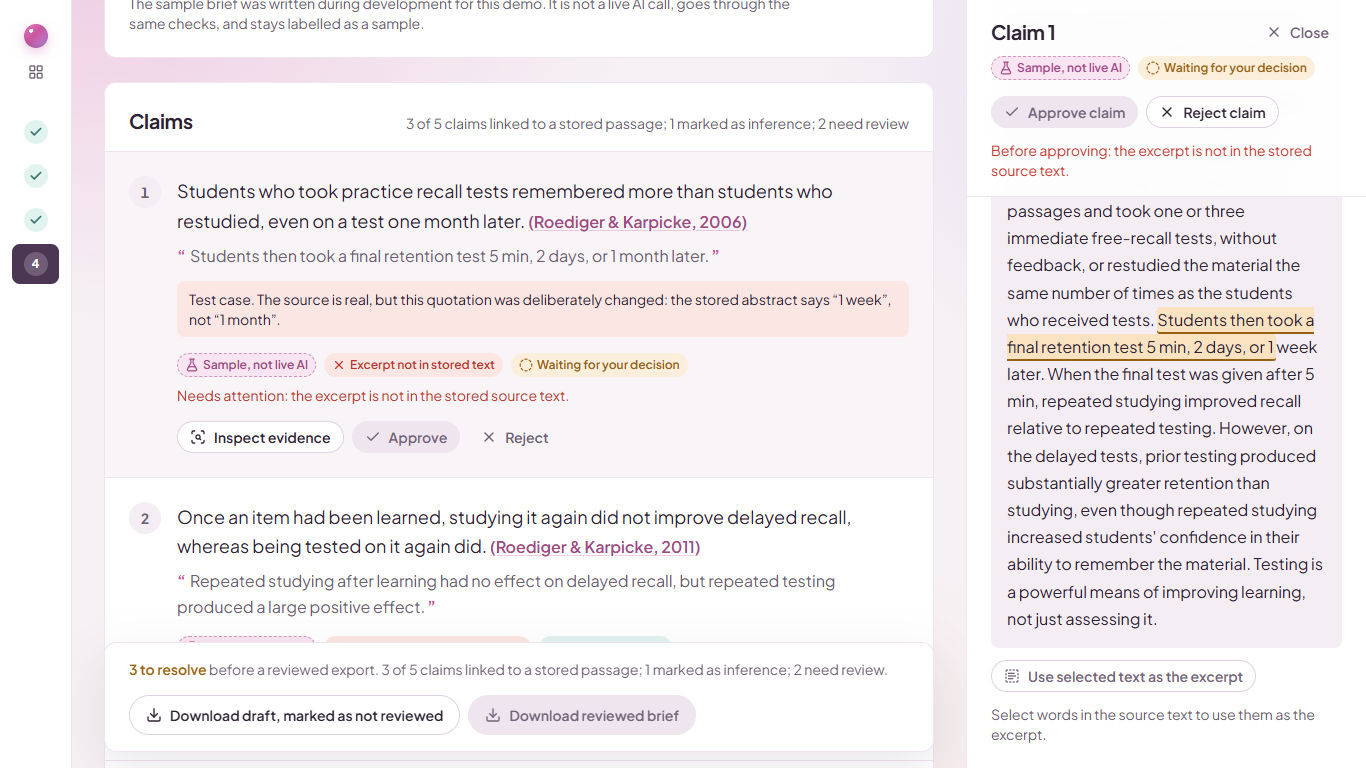 The sample brief was written during development for this demo. It is not a live AI call, goes through the
same checks, and stays labelled as a sample.
4
Claims
3 of 5 claims linked to a stored passage; 1 marked as inference; 2 need review
1
Students who took practice recall tests remembered more than students who
restudied, even on a test one month later. (Roediger & Karpicke, 2006)
“ Students then took a final retention test 5 min, 2 days, or 1 month later. ”
Test case. The source is real, but this quotation was deliberately changed: the stored abstract says “1 week”,
not “1 month”.
Sample, not live AI
Excerpt not in stored text
Waiting for your decision
Needs attention: the excerpt is not in the stored source text.
Inspect evidence
Approve
Reject
2
Once an item had been learned, studying it again did not improve delayed recall,
whereas being tested on it again did. (Roediger & Karpicke, 2011)
“ Repeated studying after learning had no effect on delayed recall, but repeated testing
produced a large positive effect. ”
3 to resolve before a reviewed export. 3 of 5 claims linked to a stored passage; 1 marked as inference; 2 need review.
Download draft, marked as not reviewed
Download reviewed brief
Claim 1
Close
Sample, not live AI
Waiting for your decision
Approve claim
Reject claim
Before approving: the excerpt is not in the stored
source text.
passages and took one or three
immediate free-recall tests, without
feedback, or restudied the material the
same number of times as the students
who received tests. Students then took a
final retention test 5 min, 2 days, or 1 week
later. When the final test was given after 5
min, repeated studying improved recall
relative to repeated testing. However, on
the delayed tests, prior testing produced
substantially greater retention than
studying, even though repeated studying
increased students' confidence in their
ability to remember the material. Testing is
a powerful means of improving learning,
not just assessing it.
Use selected text as the excerpt
Select words in the source text to use them as the
excerpt.